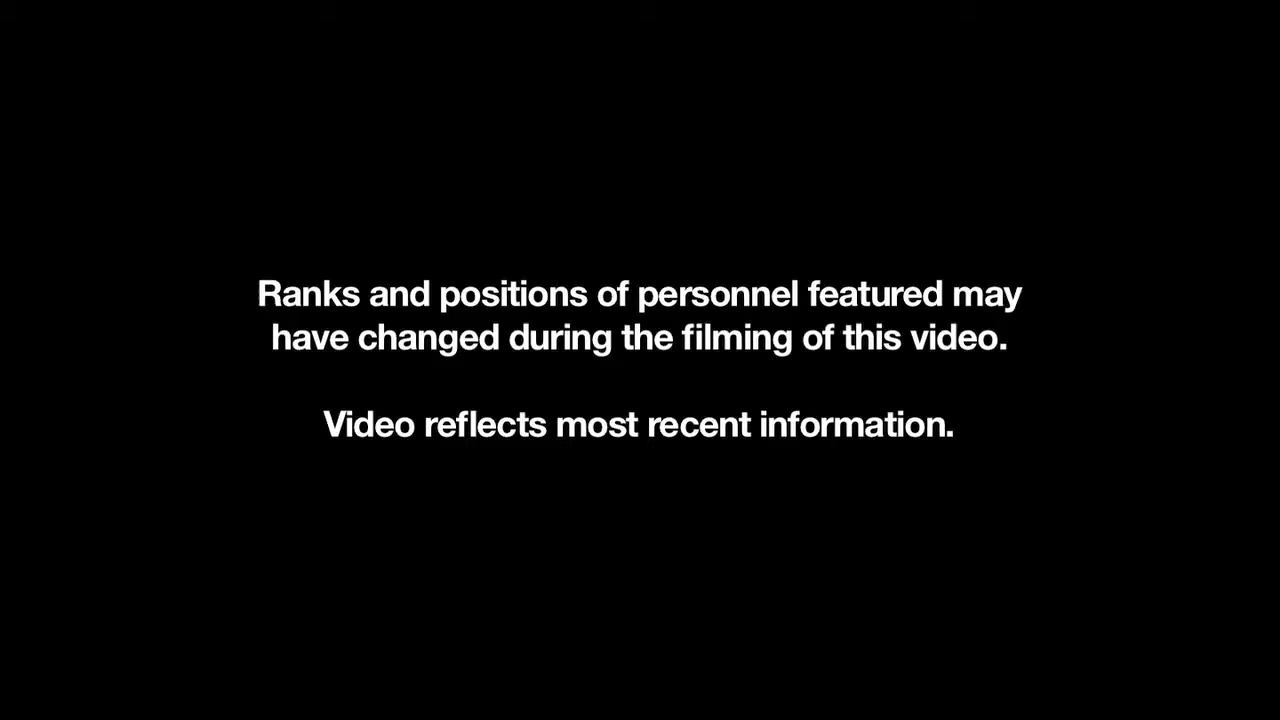 Ranks and positions of personnel featured may
have changed during the filming of this video.
Video reflects most recent information.